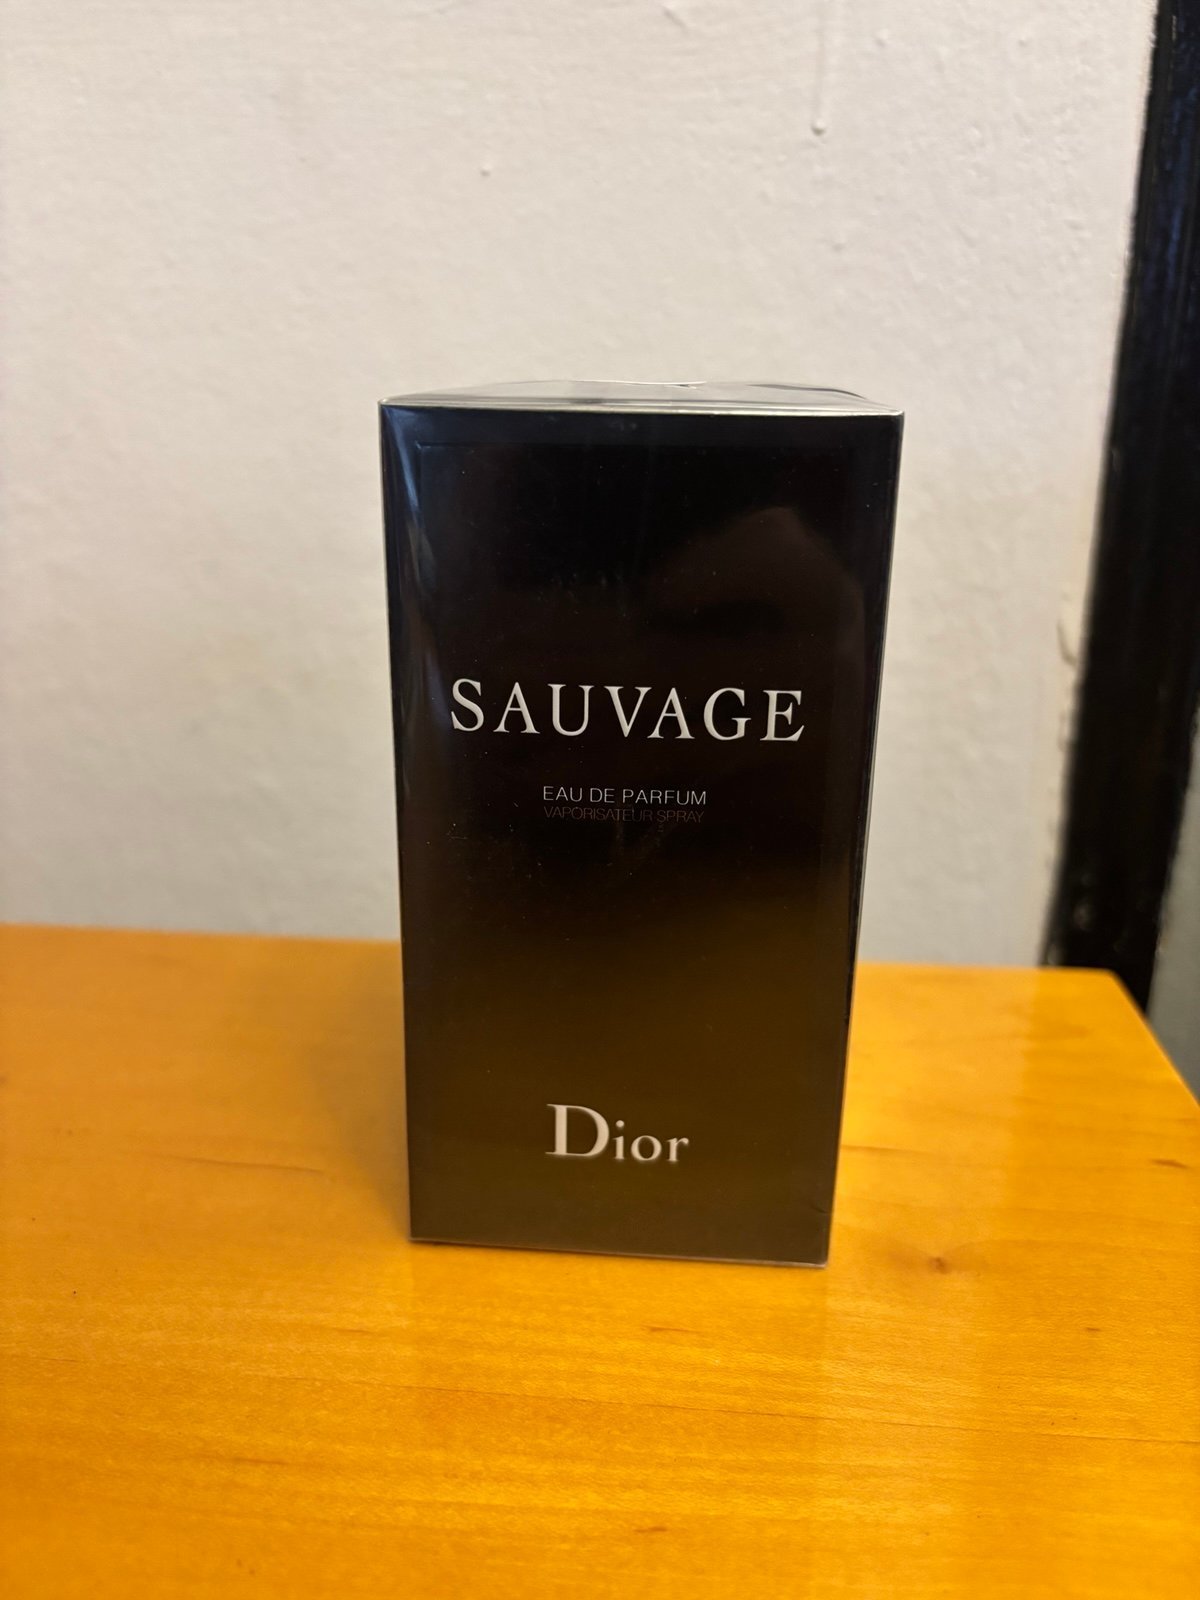 SAUVAGE
EAU DE PARFUM
VAPORISATEUR SPRAY
Dior